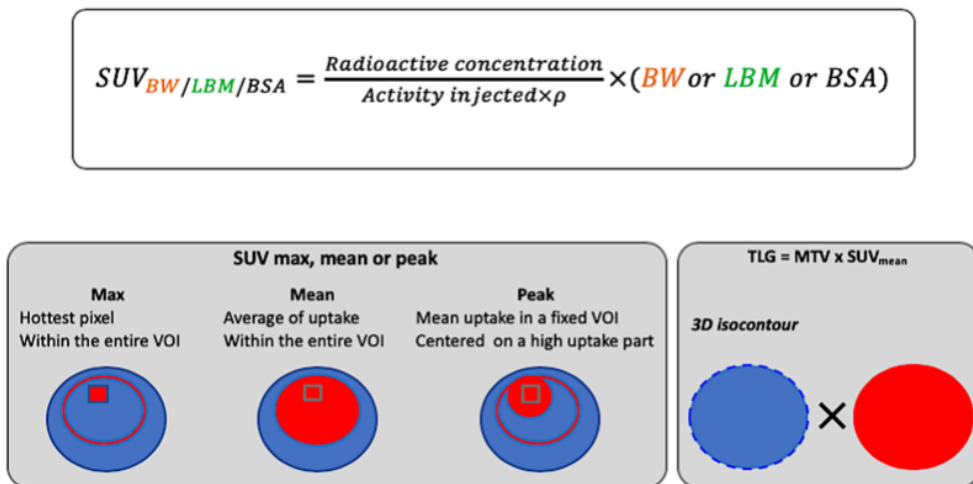 SUV_BW/LBM/BSA = Radioactive concentration / Activity injected×ρ ×(BW or LBM or BSA)
SUV max, mean or peak
Max
Hottest pixel
Within the entire VOI
Mean
Average of uptake
Within the entire VOI
Peak
Mean uptake in a fixed VOI
Centered on a high uptake part
TLG = MTV x SUVmean
3D isocontour
×